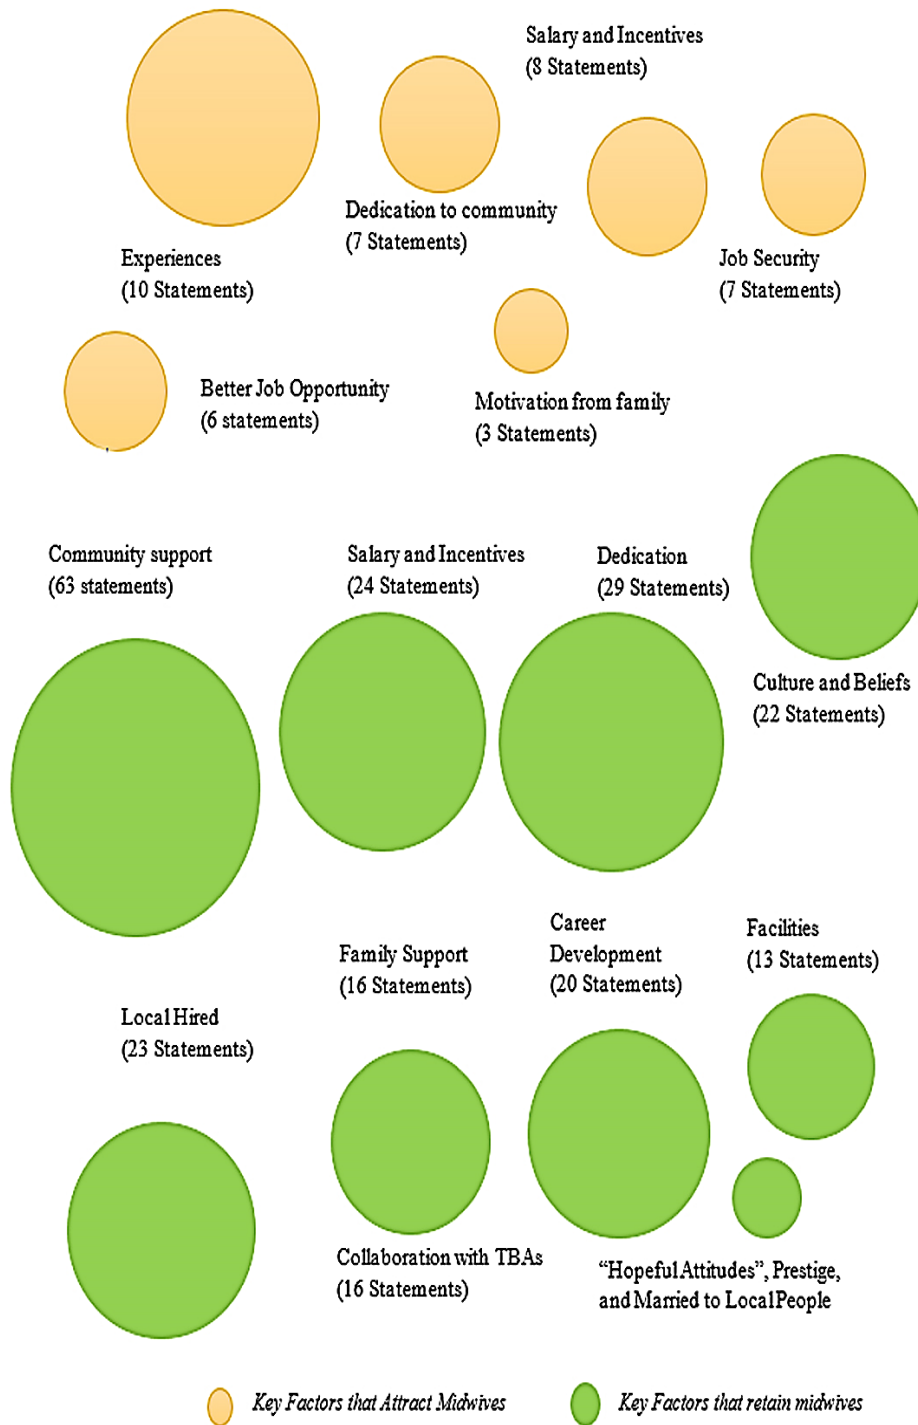 Salary and Incentives
(8 Statements)
Dedication to community
(7 Statements)
Experiences
(10 Statements)
Job Security
(7 Statements)
Better Job Opportunity
(6 statements)
Motivation from family
(3 Statements)
Community support
(63 statements)
Salary and Incentives
(24 Statements)
Dedication
(29 Statements)
Culture and Beliefs
(22 Statements)
Local Hired
(23 Statements)
Family Support
(16 Statements)
Career
Development
(20 Statements)
Facilities
(13 Statements)
Collaboration with TBAs
(16 Statements)
“Hopeful Attitudes”, Prestige,
and Married to Local People
Key Factors that Attract Midwives
Key Factors that retain midwives